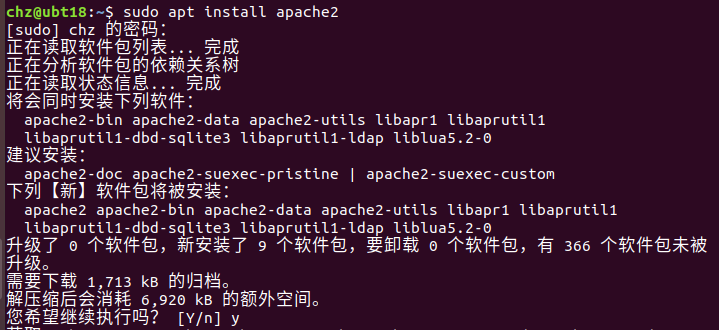 chz@ubt18:~$ sudo apt install apache2
[sudo] chz 的密码：
正在读取软件包列表... 完成
正在分析软件包的依赖关系树
正在读取状态信息... 完成
将会同时安装下列软件：
apache2-bin apache2-data apache2-utils libapr1 libaprutil1
libaprutil1-dbd-sqlite3 libaprutil1-ldap liblua5.2-0
建议安装：
apache2-doc apache2-suexec-pristine | apache2-suexec-custom
下列【新】软件包将被安装：
apache2 apache2-bin apache2-data apache2-utils libapr1 libaprutil1
libaprutil1-dbd-sqlite3 libaprutil1-ldap liblua5.2-0
升级了 0 个软件包，新安装了 9 个软件包，要卸载 0 个软件包，有 366 个软件包未被
升级。
需要下载 1,713 kB 的归档。
解压缩后会消耗 6,920 kB 的额外空间。
您希望继续执行吗？ [Y/n] y